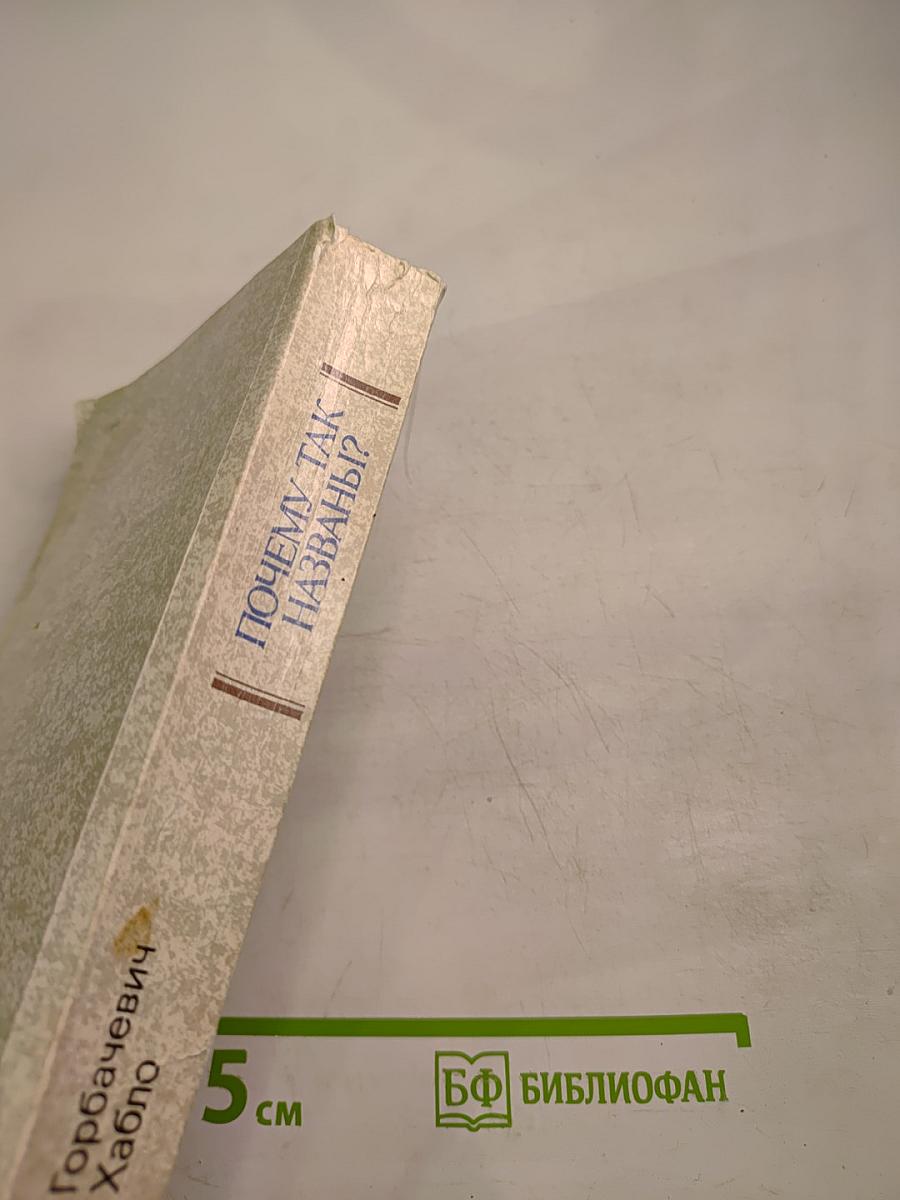 ПОЧЕМУ ТАК
НАЗВАНЫ?
Горбачевич
Хабло
5 см
БФ БИБЛИОФАН